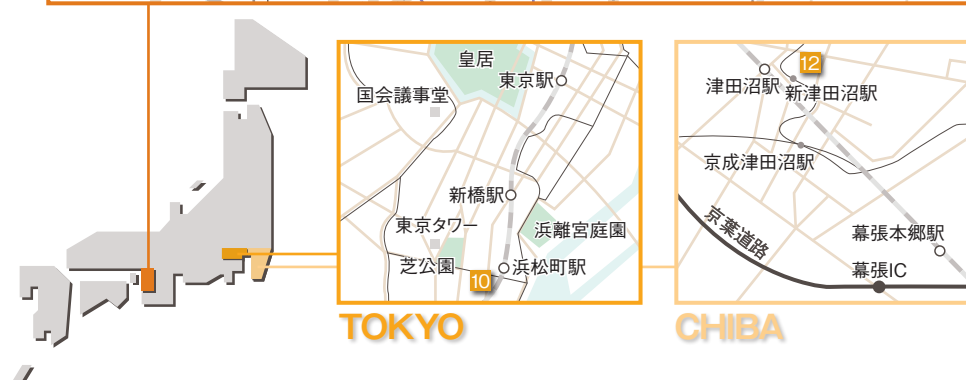 皇居
東京駅
国会議事堂
新橋駅
東京タワー
浜離宮庭園
芝公園
浜松町駅
10
TOKYO
12
津田沼駅
新津田沼駅
京成津田沼駅
京葉道路
幕張本郷駅
幕張IC
CHIBA